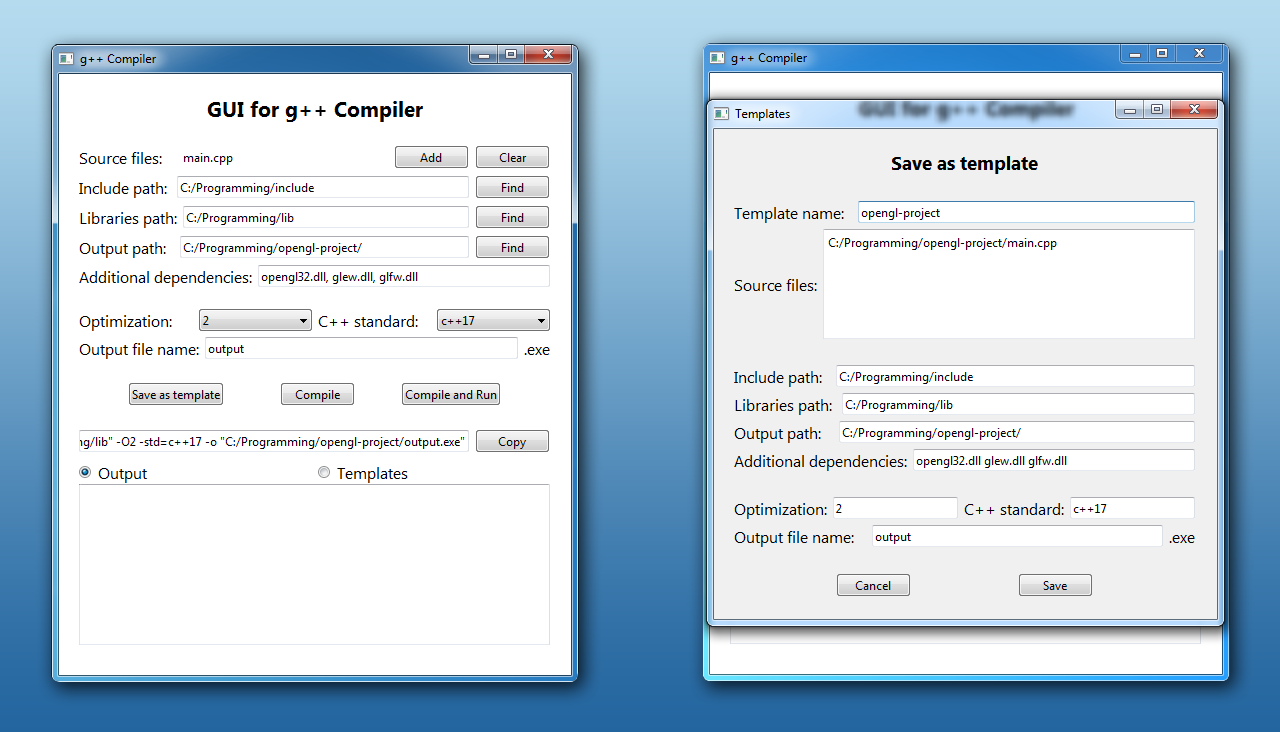 g++ Compiler
GUI for g++ Compiler
Source files: main.cpp Add Clear
Include path: C:/Programming/include Find
Libraries path: C:/Programming/lib Find
Output path: C:/Programming/opengl-project/ Find
Additional dependencies: opengl32.dll, glew.dll, glfw.dll
Optimization: 2 C++ standard: c++17
Output file name: output .exe
Save as template Compile Compile and Run
ng/lib" -O2 -std=c++17 -o "C:/Programming/opengl-project/output.exe" Copy
Output Templates
g++ Compiler
GUI for g++ Compiler
Templates
Save as template
Template name: opengl-project
Source files: C:/Programming/opengl-project/main.cpp
Include path: C:/Programming/include
Libraries path: C:/Programming/lib
Output path: C:/Programming/opengl-project/
Additional dependencies: opengl32.dll glew.dll glfw.dll
Optimization: 2 C++ standard: c++17
Output file name: output .exe
Cancel Save